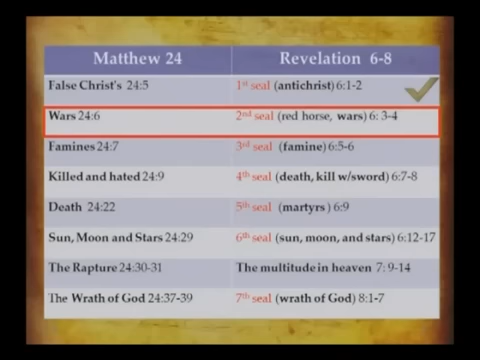 Matthew 24 Revelation 6-8
False Christ's 24:5 1st seal (antichrist) 6:1-2
Wars 24:6 2nd seal (red horse, wars) 6: 3-4
Famines 24:7 3rd seal (famine) 6:5-6
Killed and hated 24:9 4th seal (death, kill w/sword) 6:7-8
Death 24:22 5th seal (martyrs ) 6:9
Sun, Moon and Stars 24:29 6th seal (sun, moon, and stars) 6:12-17
The Rapture 24:30-31 The multitude in heaven 7: 9-14
The Wrath of God 24:37-39 7th seal (wrath of God) 8:1-7